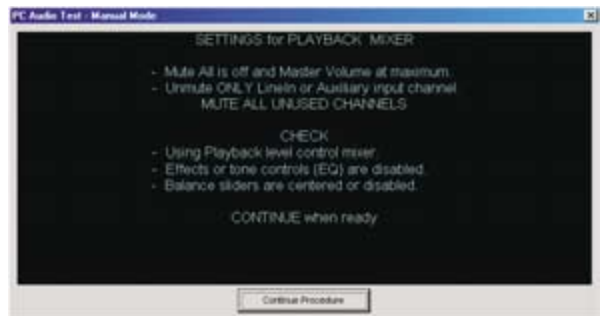 PC Audio Test - Manual Mode
SETTINGS for PLAYBACK MIXER
- Mute All is off and Master Volume at maximum.
- Unmute ONLY LineIn or Auxiliary input channel
MUTE ALL UNUSED CHANNELS
CHECK
- Using Playback level control mixer.
- Effects or tone controls (EQ) are disabled.
- Balance sliders are centered or disabled.
CONTINUE when ready
Continue Procedure